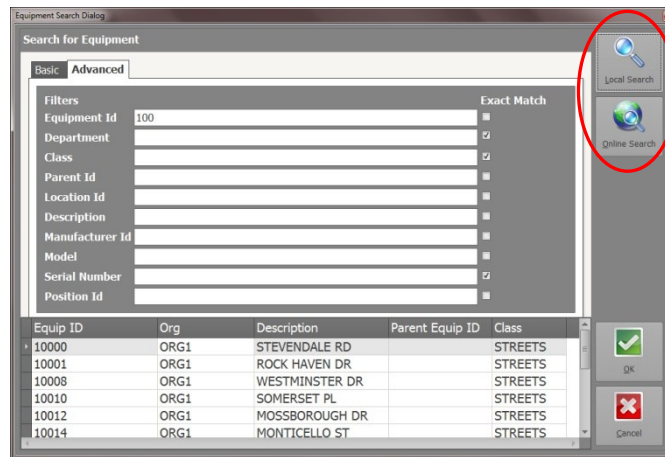 Equipment Search Dialog
Search for Equipment
Basic Advanced
Filters Exact Match
Equipment Id 100
Department
Class
Parent Id
Location Id
Description
Manufacturer Id
Model
Serial Number
Position Id
Local Search
Online Search
Equip ID Org Description Parent Equip ID Class
10000 ORG1 STEVENDALE RD STREETS
10001 ORG1 ROCK HAVEN DR STREETS
10008 ORG1 WESTMINSTER DR STREETS
10010 ORG1 SOMERSET PL STREETS
10012 ORG1 MOSSBOROUGH DR STREETS
10014 ORG1 MONTICELLO ST STREETS
OK
Cancel